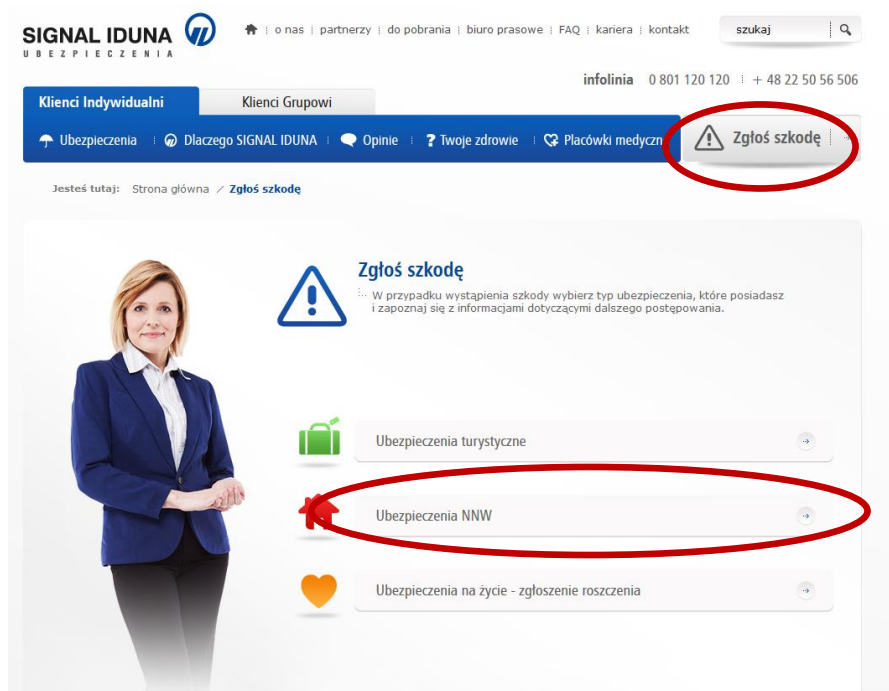 SIGNAL IDUNA
UBEZPIECZENIA
o nas | partnerzy | do pobrania | biuro prasowe | FAQ | kariera | kontakt
szukaj
infolinia 0 801 120 120 + 48 22 50 56 506
Klienci Indywidualni Klienci Grupowi
Ubezpieczenia Dlaczego SIGNAL IDUNA Opinie ? Twoje zdrowie Placówki medyczn Zgłoś szkodę
Jesteś tutaj: Strona główna / Zgłoś szkodę
Zgłoś szkodę
W przypadku wystąpienia szkody wybierz typ ubezpieczenia, które posiadasz
i zapoznaj się z informacjami dotyczącymi dalszego postępowania.
Ubezpieczenia turystyczne
Ubezpieczenia NNW
Ubezpieczenia na życie - zgłoszenie roszczenia